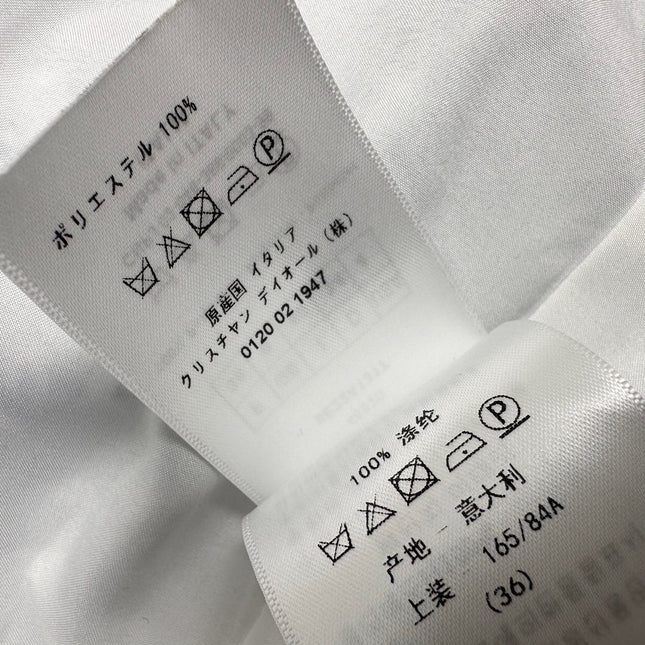 ポリエステル 100%
原産国 イタリア
クリスチャン デイオール (株)
0120 02 1947
100% 涤纶
产地 - 意大利
上装 165/84A
(36)